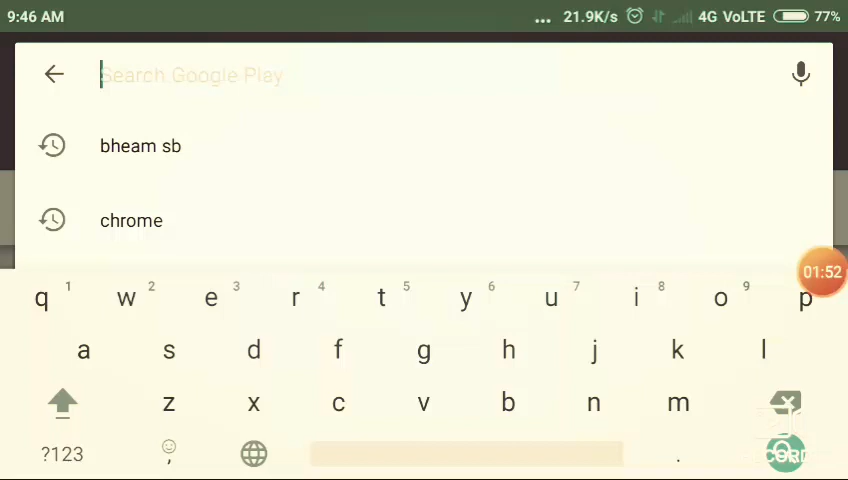 9:46 AM ... 21.9K/s 4G VoLTE 77%
Search Google Play
bheam sb
chrome
01:52
q 1 w 2 e 3 r 4 t 5 y 6 u 7 i 8 o 9 p
a s d f g h j k l
z x c v b n m
?123 , .